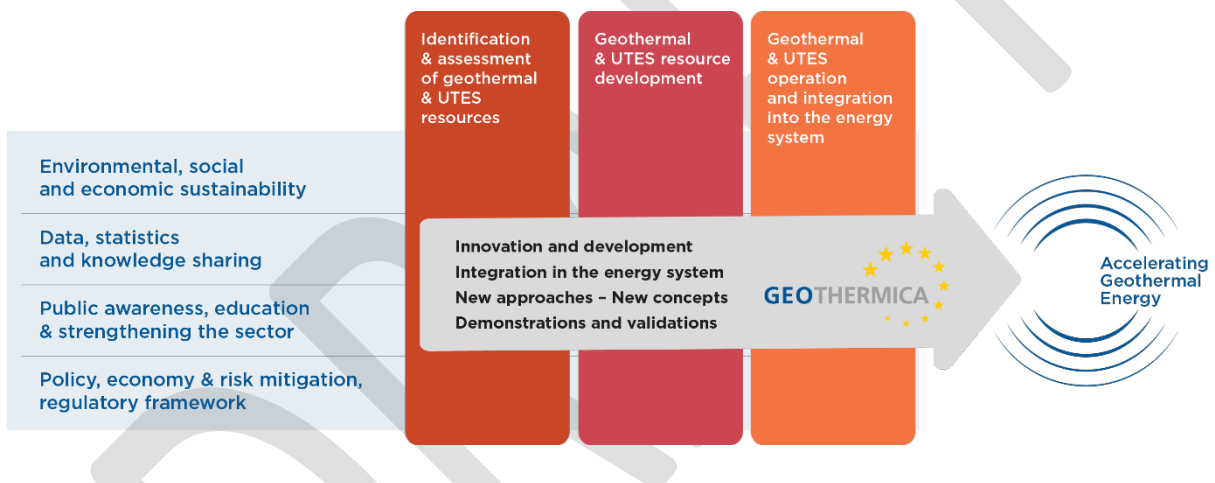 Identification
& assessment
of geothermal
& UTES
resources
Geothermal
& UTES resource
development
Geothermal
& UTES
operation
and integration
into the energy
system
Environmental, social
and economic sustainability
Data, statistics
and knowledge sharing
Public awareness, education
& strengthening the sector
Policy, economy & risk mitigation,
regulatory framework
Innovation and development
Integration in the energy system
New approaches – New concepts
Demonstrations and validations
GEOTHERMICA
Accelerating
Geothermal
Energy